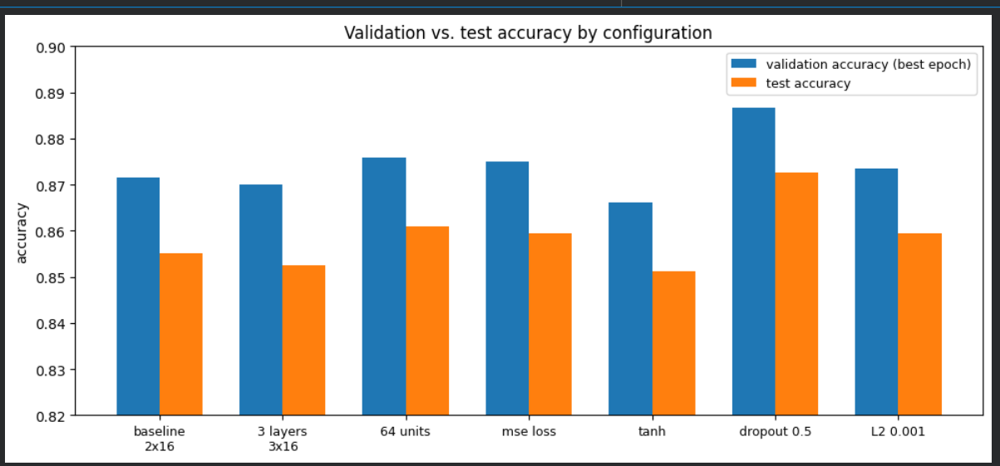 Validation vs. test accuracy by configuration
validation accuracy (best epoch)
test accuracy
accuracy
0.90
0.89
0.88
0.87
0.86
0.85
0.84
0.83
0.82
baseline
2x16
3 layers
3x16
64 units
mse loss
tanh
dropout 0.5
L2 0.001